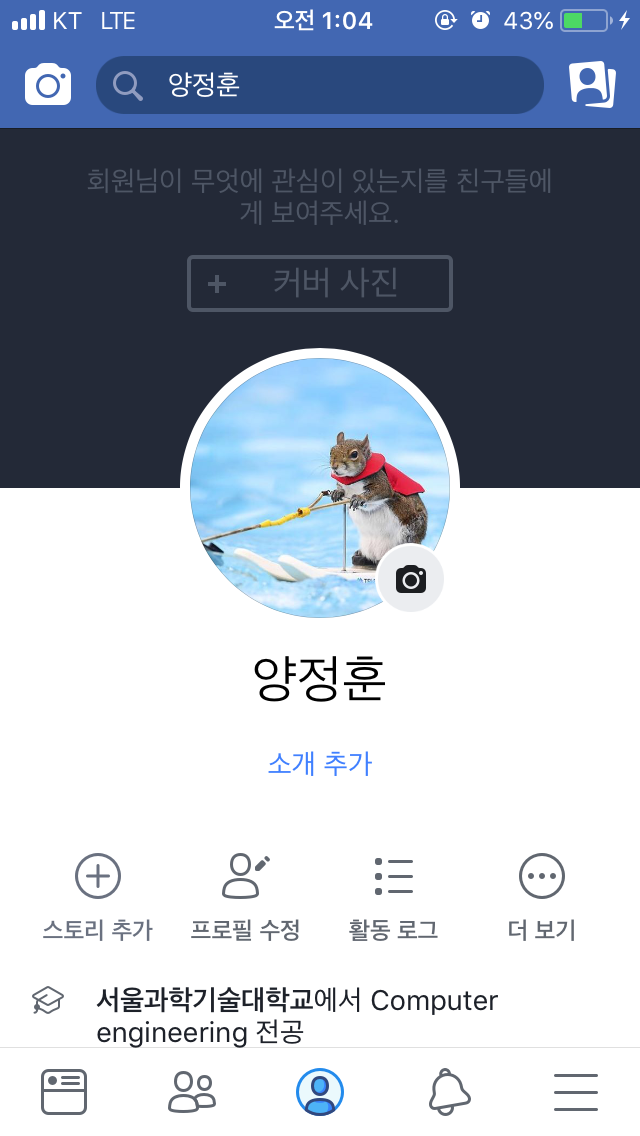 KT LTE 오전 1:04 43%
양정훈
회원님이 무엇에 관심이 있는지를 친구들에
게 보여주세요.
+ 커버 사진
양정훈
소개 추가
스토리 추가 프로필 수정 활동 로그 더 보기
서울과학기술대학교에서 Computer
engineering 전공